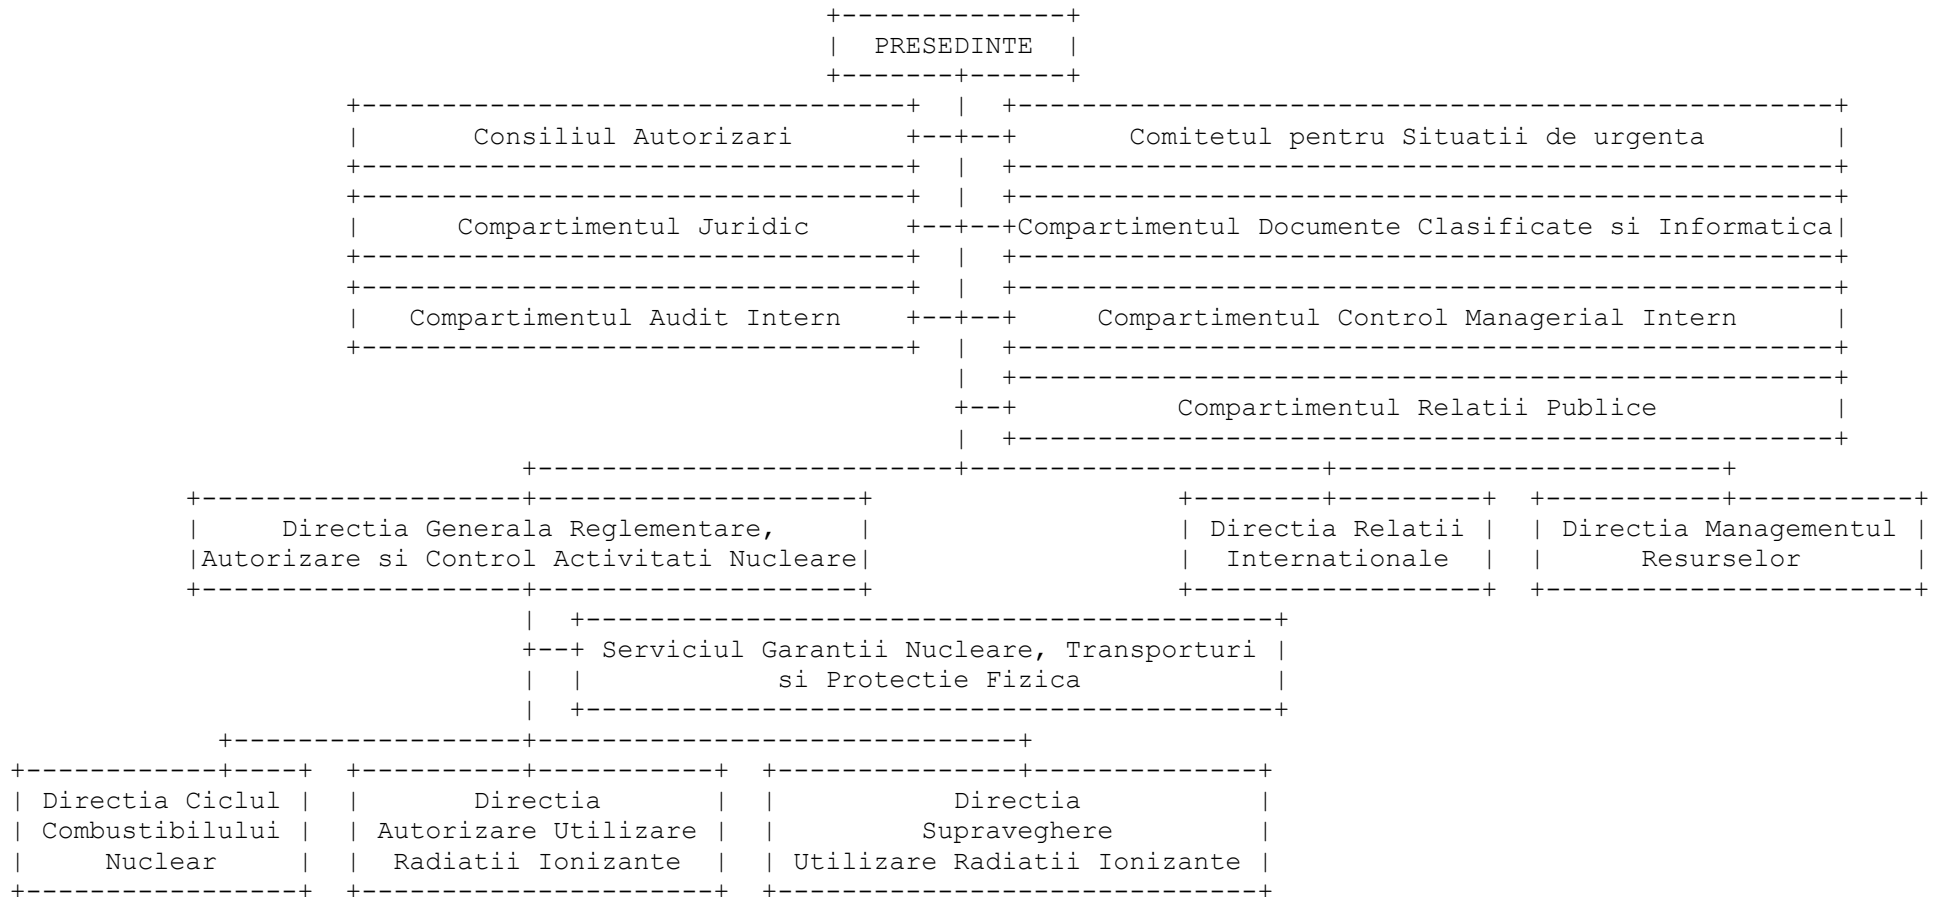 PRESEDINTE
Consiliul Autorizari
Comitetul pentru Situatii de urgenta
Compartimentul Juridic
Compartimentul Documente Clasificate si Informatica
Compartimentul Audit Intern
Compartimentul Control Managerial Intern
Compartimentul Relatii Publice
Directia Generala Reglementare,
Autorizare si Control Activitati Nucleare
Directia Relatii
Internationale
Directia Managementul
Resurselor
Serviciul Garantii Nucleare, Transporturi
si Protectie Fizica
Directia Ciclul
Combustibilului
Nuclear
Directia
Autorizare Utilizare
Radiatii Ionizante
Directia
Supraveghere
Utilizare Radiatii Ionizante